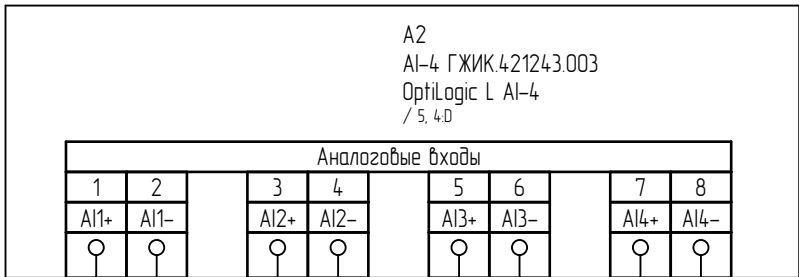 A2
AI-4 ГЖИК.421243.003
OptiLogic L AI-4
/ 5, 4:D
Аналоговые входы
1 2 3 4 5 6 7 8
AI1+ AI1- AI2+ AI2- AI3+ AI3- AI4+ AI4-